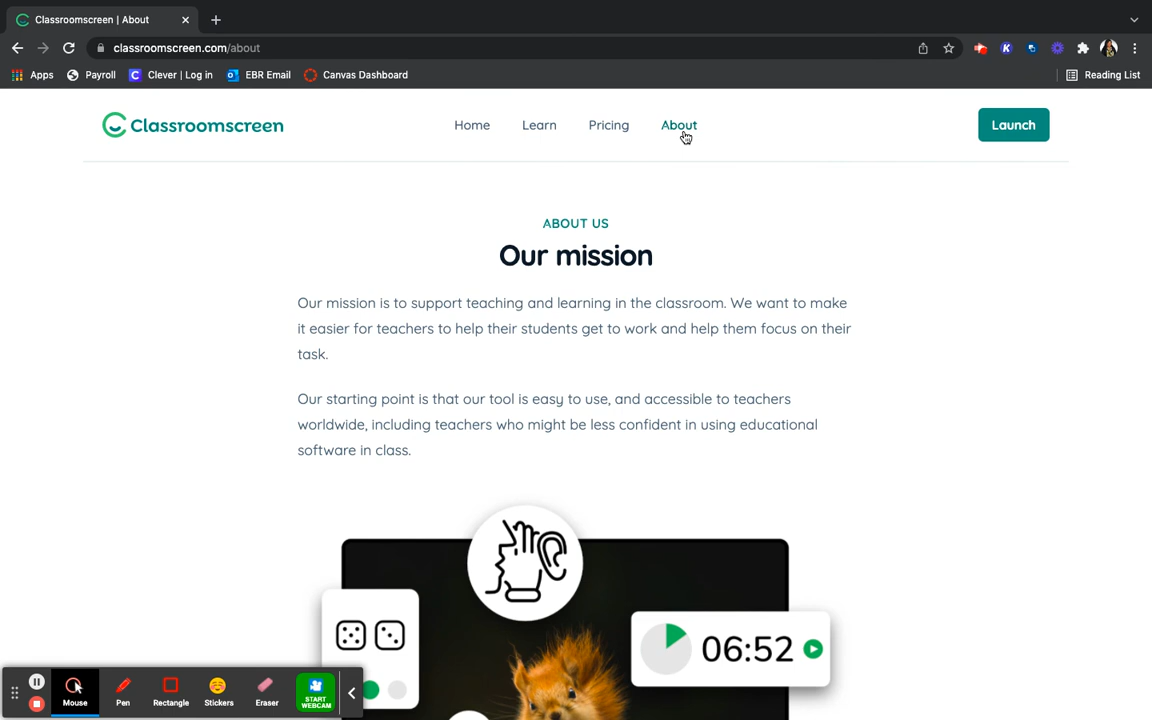 Classroomscreen | About
classroomscreen.com/about
Apps Payroll Clever | Log in EBR Email Canvas Dashboard Reading List
Classroomscreen Home Learn Pricing About Launch
ABOUT US
Our mission
Our mission is to support teaching and learning in the classroom. We want to make
it easier for teachers to help their students get to work and help them focus on their
task.
Our starting point is that our tool is easy to use, and accessible to teachers
worldwide, including teachers who might be less confident in using educational
software in class.
06:52
Mouse Pen Rectangle Stickers Eraser START
WEBCAM